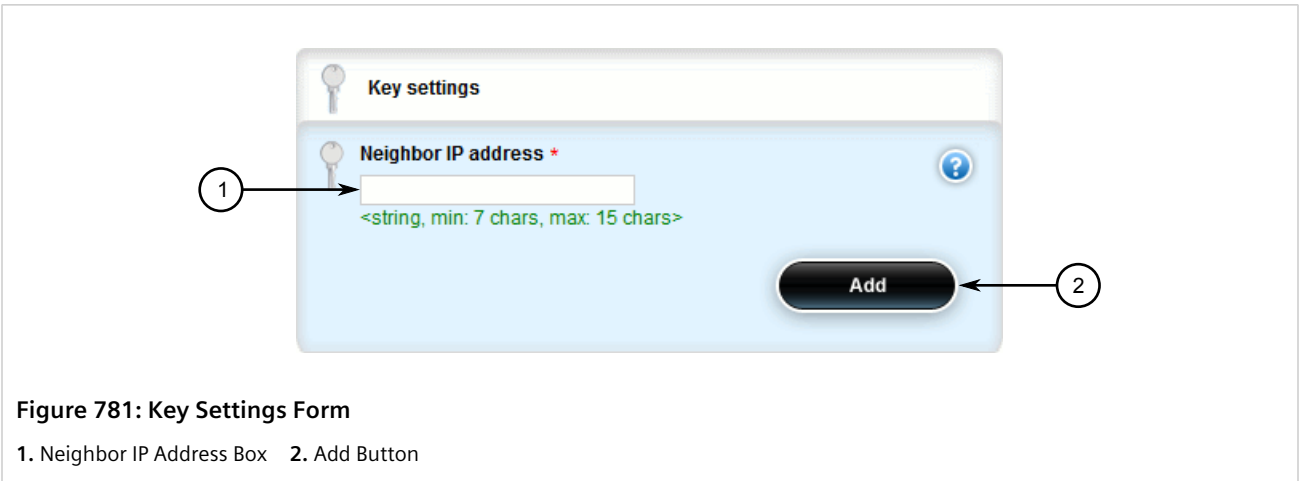 Key settings
Neighbor IP address *
?
1
<string, min: 7 chars, max: 15 chars>
Add
2
Figure 781: Key Settings Form
1. Neighbor IP Address Box 2. Add Button